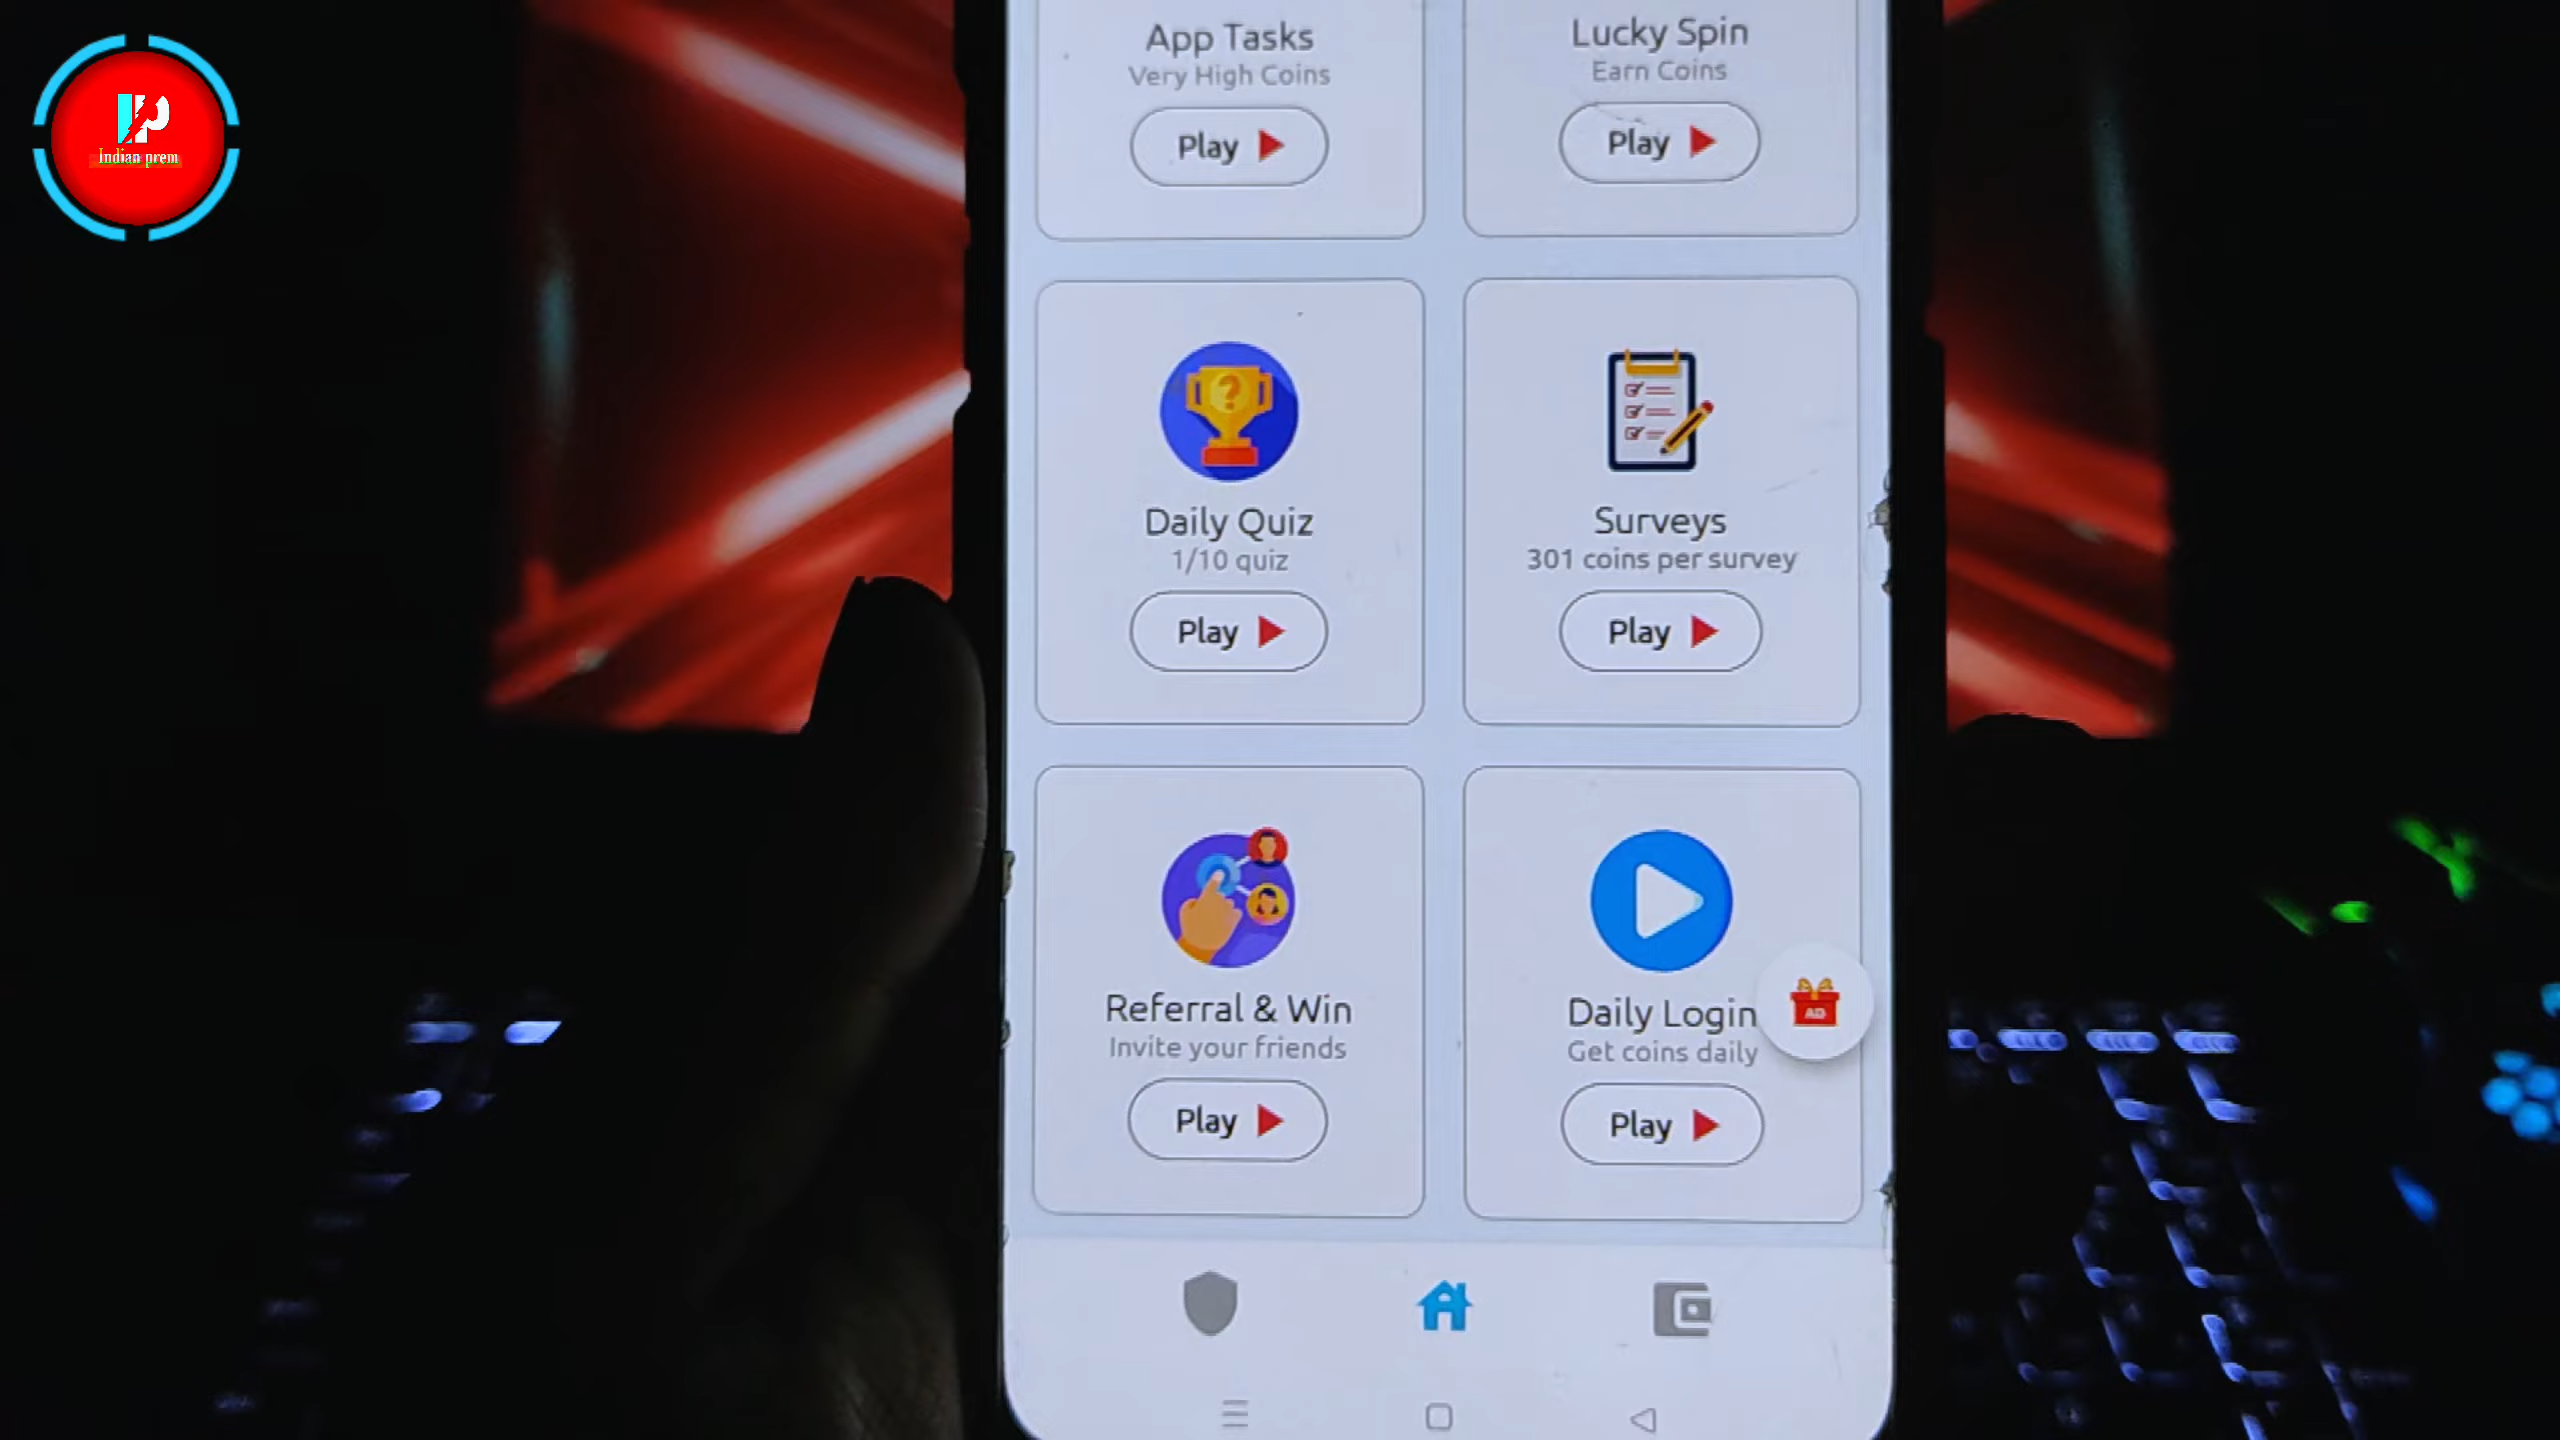 Indian prem
App Tasks
Very High Coins
Play
Lucky Spin
Earn Coins
Play
Daily Quiz
1/10 quiz
Play
Surveys
301 coins per survey
Play
Referral & Win
Invite your friends
Play
Daily Login
Get coins daily
Play
AD